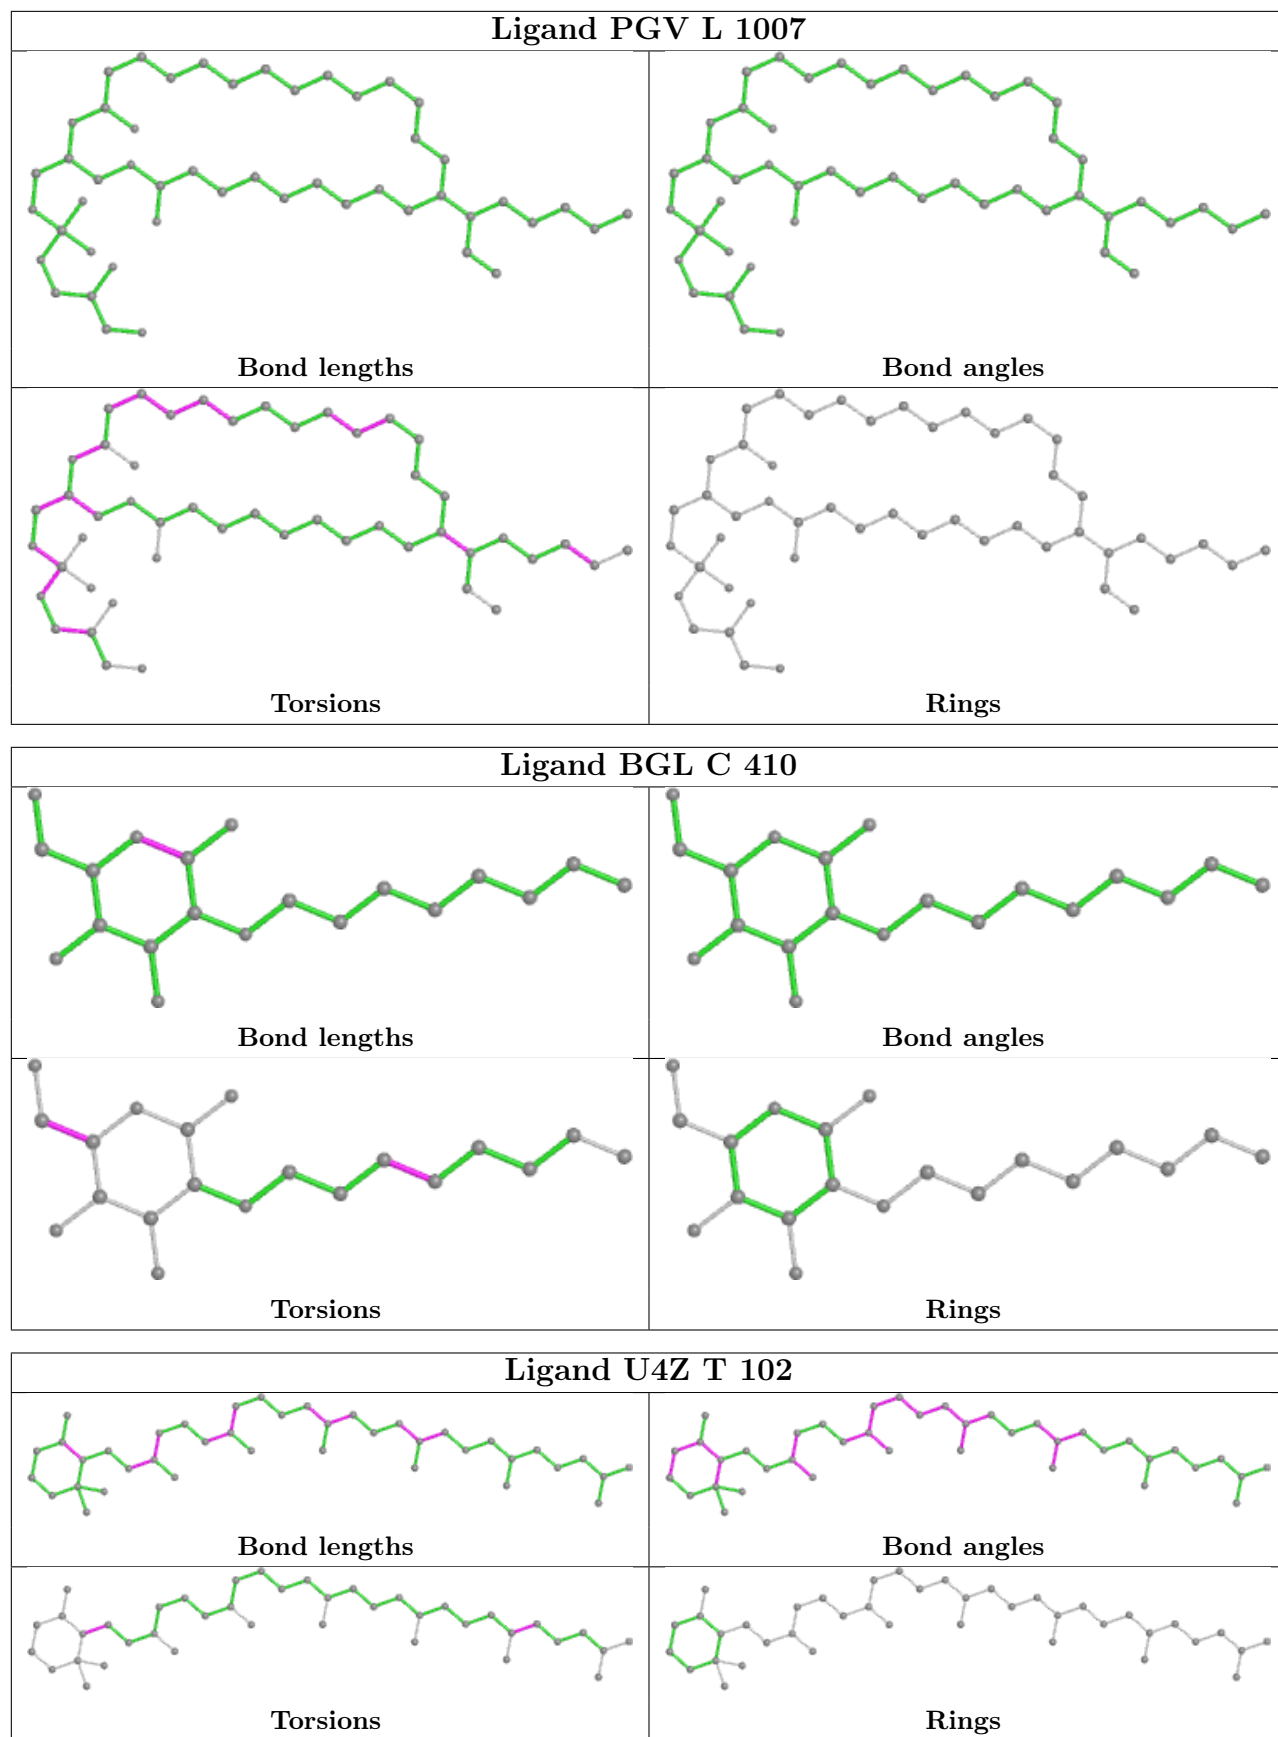 Ligand PGV L 1007
Bond lengths
Bond angles
Torsions
Rings
Ligand BGL C 410
Bond lengths
Bond angles
Torsions
Rings
Ligand U4Z T 102
Bond lengths
Bond angles
Torsions
Rings